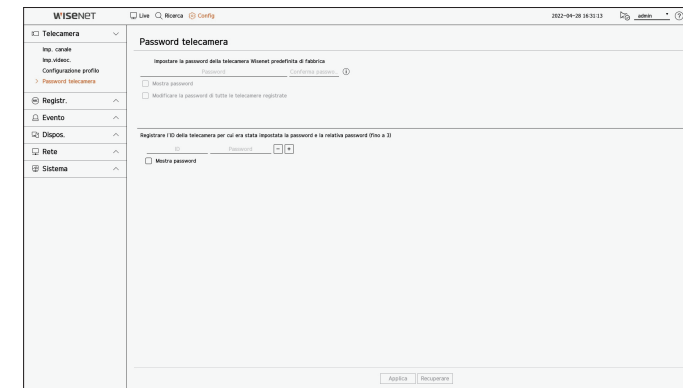 WISENET
Live Ricerca Config 2022-04-28 16:31:13 admin ?
Telecamera
Imp. canale
Imp.videoc.
Configurazione profilo
> Password telecamera
Registr.
Evento
Dispos.
Rete
Sistema
Password telecamera
Impostare la password della telecamera Wisenet predefinita di fabbrica
Password Conferma passwo..
Mostra password
Modificare la password di tutte le telecamere registrate
Registrare l'ID della telecamera per cui era stata impostata la password e la relativa password (fino a 3)
ID Password - +
Mostra password
Applica Recuperare